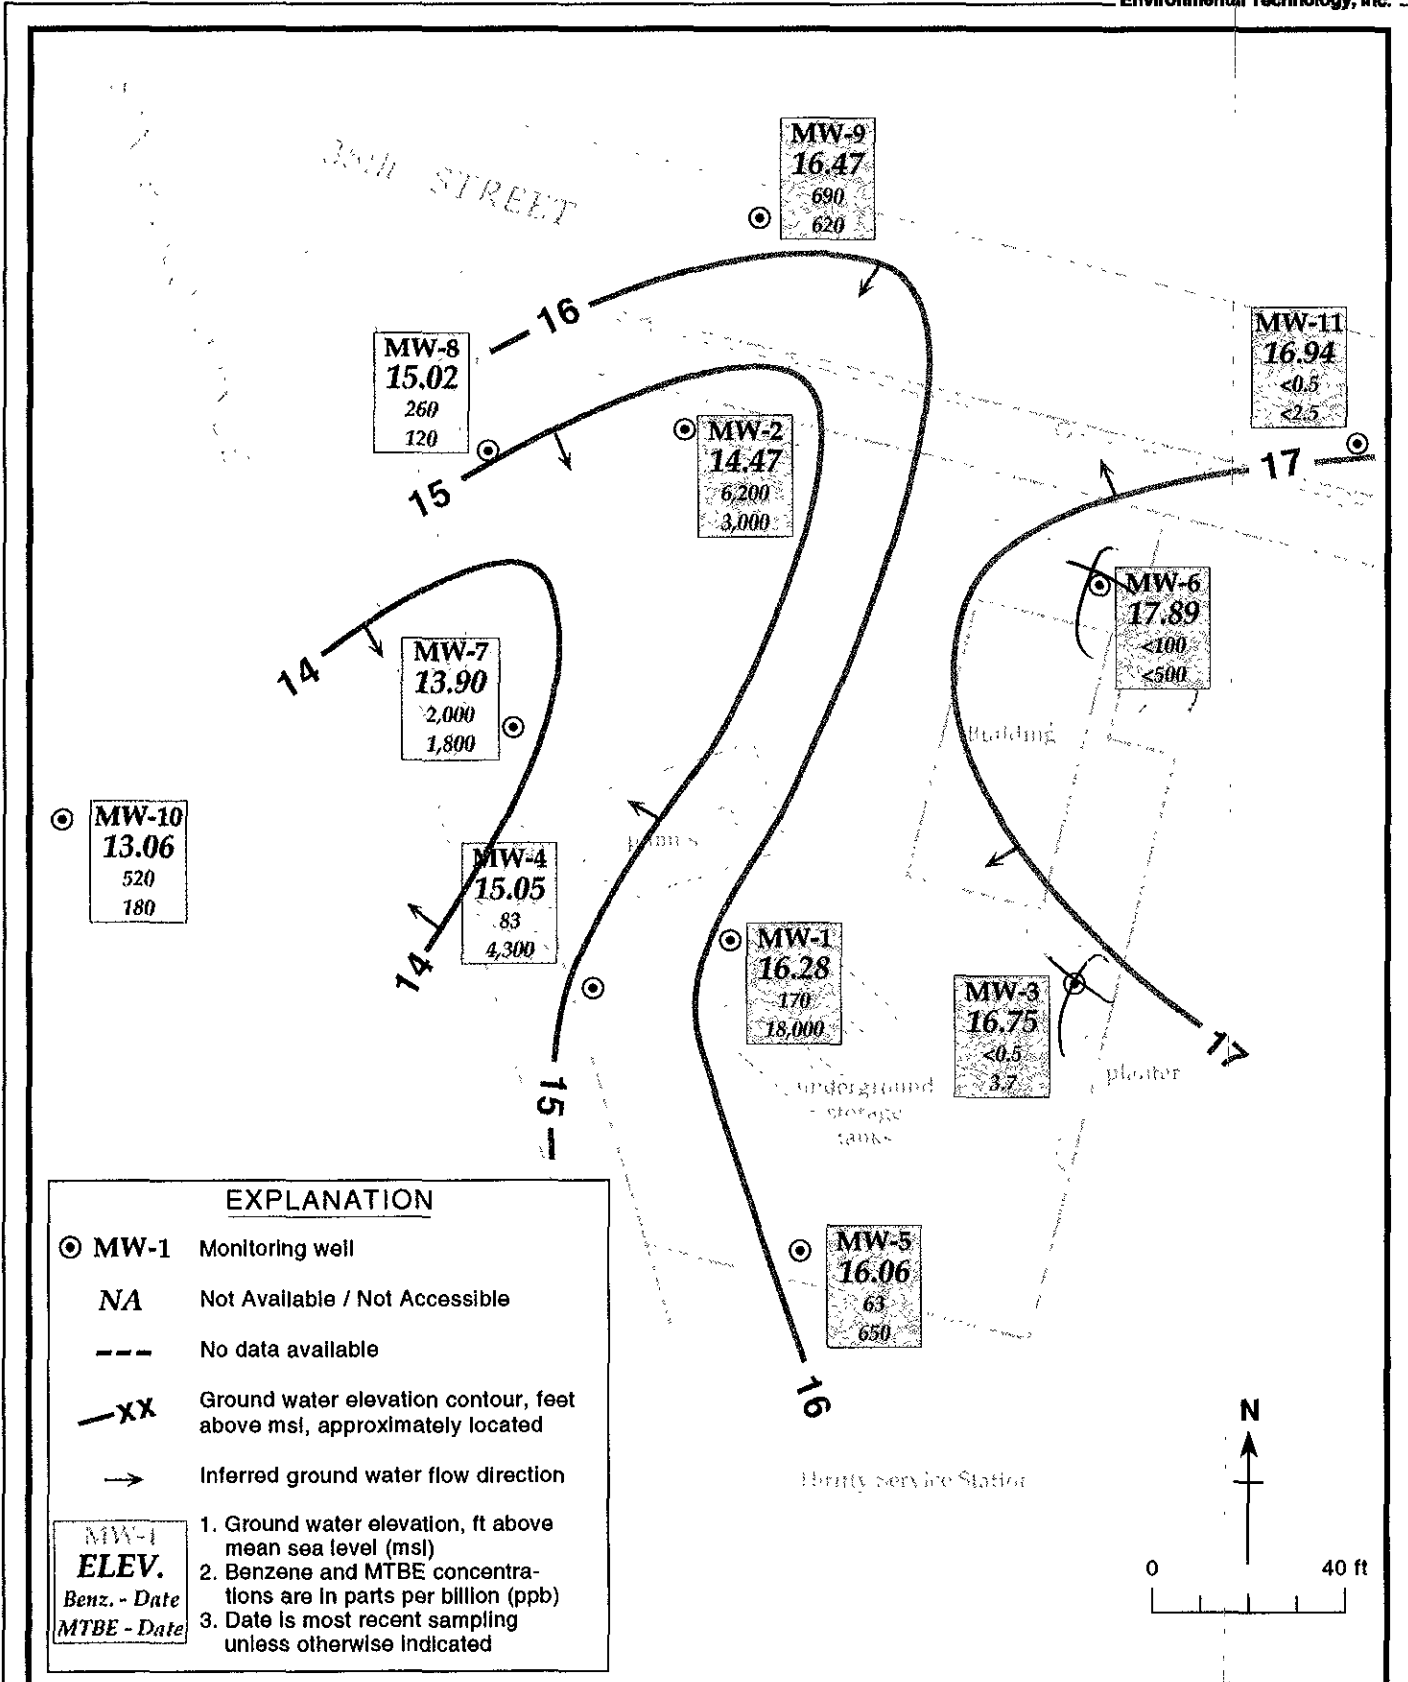 Environmental Technology, Inc.
35th STREET
MW-9
16.47
690
620
16
MW-8
15.02
260
120
MW-11
16.94
<0.5
<2.5
15
MW-2
14.47
6,200
3,000
17
MW-6
17.89
<100
<500
14
MW-7
13.90
2,000
1,800
Building
MW-10
13.06
520
180
MW-4
15.05
83
4,300
14
MW-1
16.28
170
18,000
MW-3
16.75
<0.5
3.7
17
planter
underground
storage
tanks
15
MW-5
16.06
63
650
16
Thrifty Service Station
EXPLANATION
MW-1 Monitoring well
NA Not Available / Not Accessible
--- No data available
XX Ground water elevation contour, feet
above msl, approximately located
Inferred ground water flow direction
MW-1
ELEV.
Benz. - Date
MTBE - Date
1. Ground water elevation, ft above
mean sea level (msl)
2. Benzene and MTBE concentra-
tions are in parts per billion (ppb)
3. Date is most recent sampling
unless otherwise indicated
N
0 40 ft